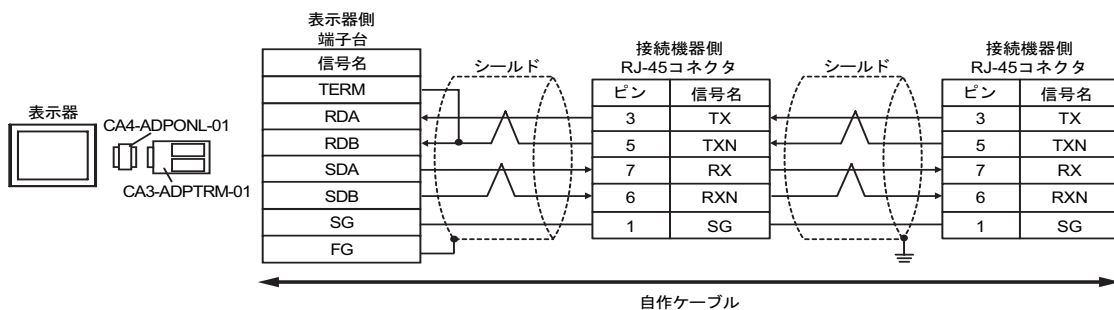 表示器
CA4-ADPONL-01
CA3-ADPTRM-01
表示器側
端子台
信号名
TERM
RDA
RDB
SDA
SDB
SG
FG
シールド
接続機器側
RJ-45コネクタ
ピン 信号名
3 TX
5 TXN
7 RX
6 RXN
1 SG
シールド
接続機器側
RJ-45コネクタ
ピン 信号名
3 TX
5 TXN
7 RX
6 RXN
1 SG
自作ケーブル